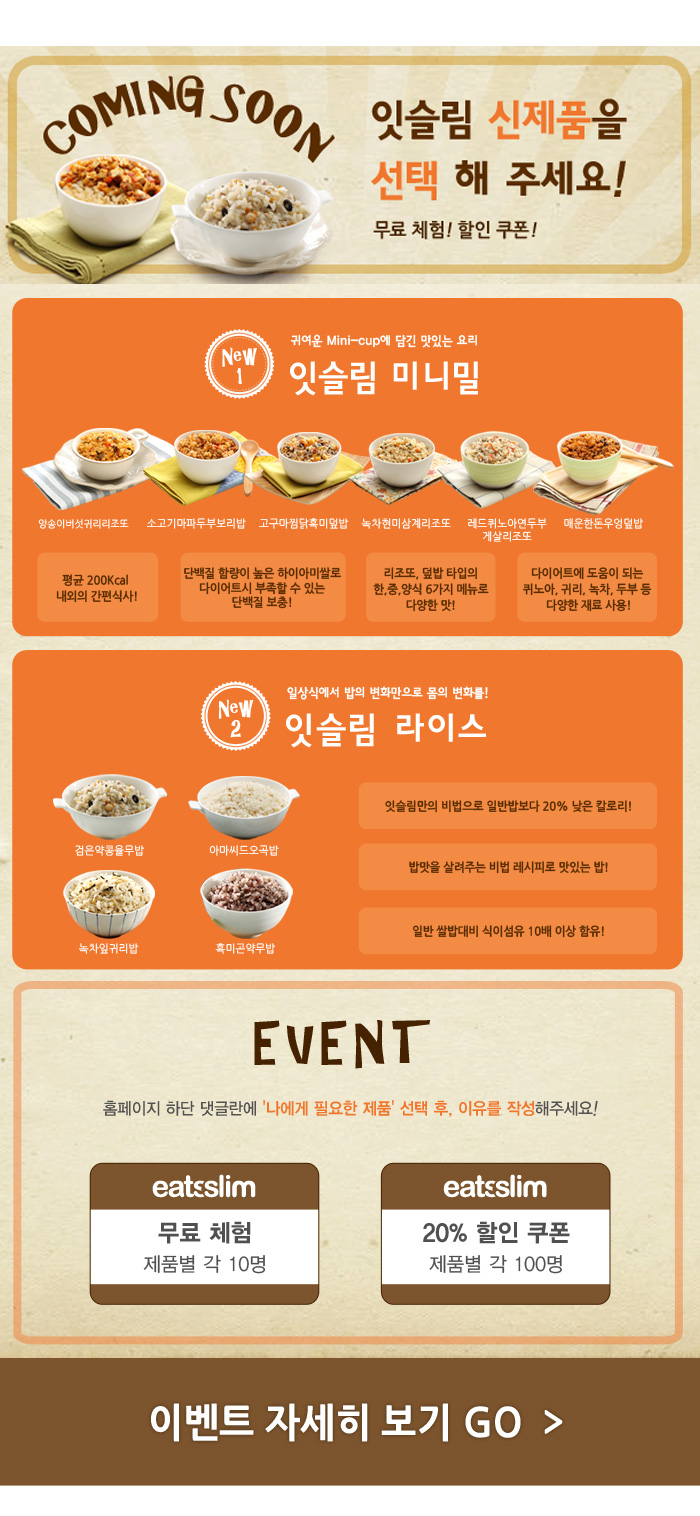 COMING SOON
잇슬림 신제품을
선택 해 주세요!
무료 체험! 할인 쿠폰!
NeW
1
귀여운 Mini-cup에 담긴 맛있는 요리
잇슬림 미니밀
양송이버섯귀리리조또
소고기마파두부보리밥
고구마찜닭흑미덮밥
녹차현미삼계리조또
레드퀴노아연두부
게살리조또
매운한돈우엉덮밥
평균 200Kcal
내외의 간편식사!
단백질 함량이 높은 하이아미쌀로
다이어트시 부족할 수 있는
단백질 보충!
리조또, 덮밥 타입의
한,중,양식 6가지 메뉴로
다양한 맛!
다이어트에 도움이 되는
퀴노아, 귀리, 녹차, 두부 등
다양한 재료 사용!
NeW
2
일상식에서 밥의 변화만으로 몸의 변화를!
잇슬림 라이스
검은약콩율무밥
아마씨드오곡밥
녹차잎귀리밥
흑미곤약무밥
잇슬림만의 비법으로 일반밥보다 20% 낮은 칼로리!
밥맛을 살려주는 비법 레시피로 맛있는 밥!
일반 쌀밥대비 식이섬유 10배 이상 함유!
EVENT
홈페이지 하단 댓글란에 '나에게 필요한 제품' 선택 후, 이유를 작성해주세요!
eatsslim
무료 체험
제품별 각 10명
eatsslim
20% 할인 쿠폰
제품별 각 100명
이벤트 자세히 보기 GO >